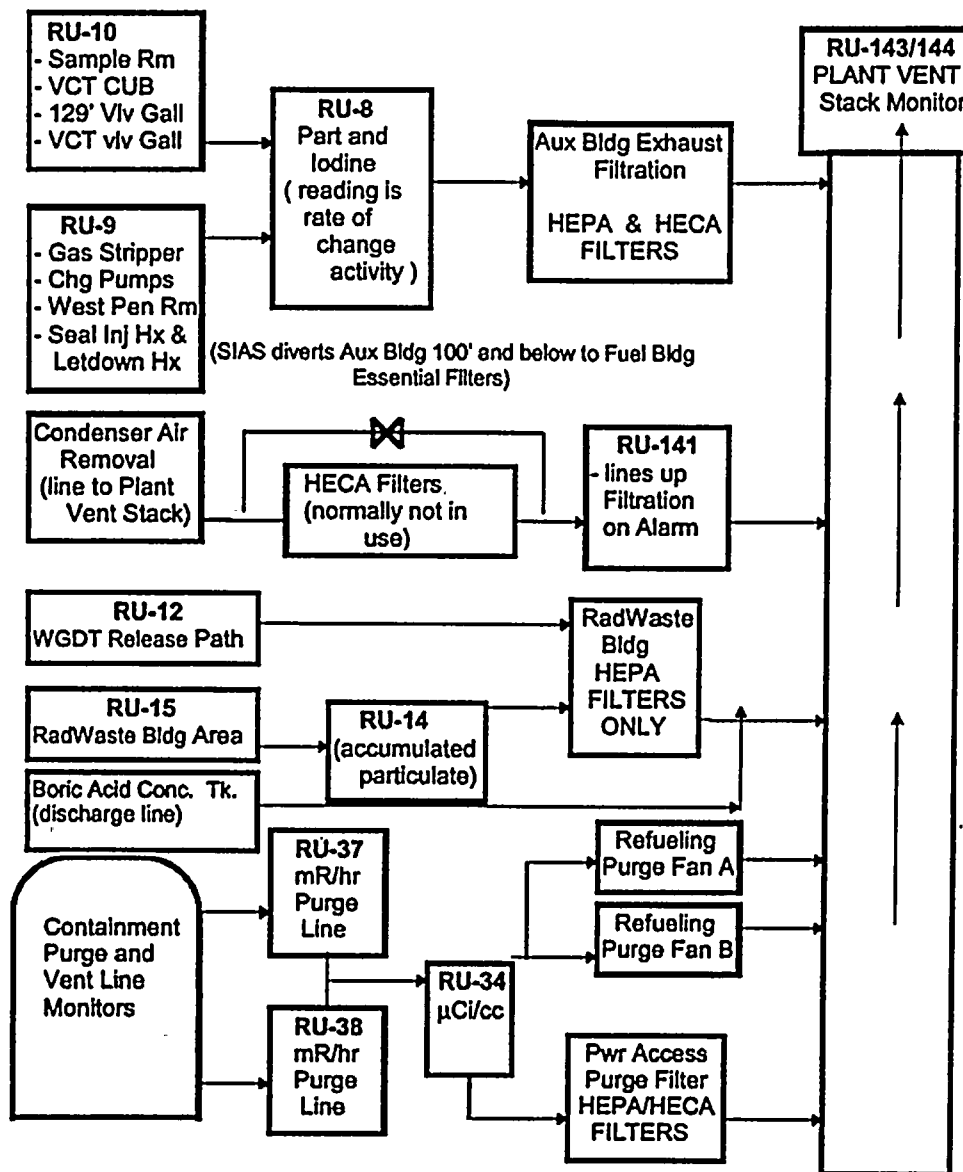 RU-10
- Sample Rm
- VCT CUB
- 129' Vlv Gall
- VCT vlv Gall
RU-8
Part and
Iodine
( reading is
rate of
change
activity )
Aux Bldg Exhaust
Filtration
HEPA & HECA
FILTERS
RU-143/144
PLANT VENT
Stack Monitor
RU-9
- Gas Stripper
- Chg Pumps
- West Pen Rm
- Seal Inj Hx &
Letdown Hx
(SIAS diverts Aux Bldg 100' and below to Fuel Bldg
Essential Filters)
Condenser Air
Removal
(line to Plant
Vent Stack)
HECA Filters.
(normally not in
use)
RU-141
- lines up
Filtration
on Alarm
RU-12
WGDT Release Path
RadWaste
Bldg
HEPA
FILTERS
ONLY
RU-15
RadWaste Bldg Area
RU-14
(accumulated
particulate)
Boric Acid Conc. Tk.
(discharge line)
Containment
Purge and
Vent Line
Monitors
RU-37
mR/hr
Purge
Line
RU-38
mR/hr
Purge
Line
RU-34
µCi/cc
Refueling
Purge Fan A
Refueling
Purge Fan B
Pwr Access
Purge Filter
HEPA/HECA
FILTERS